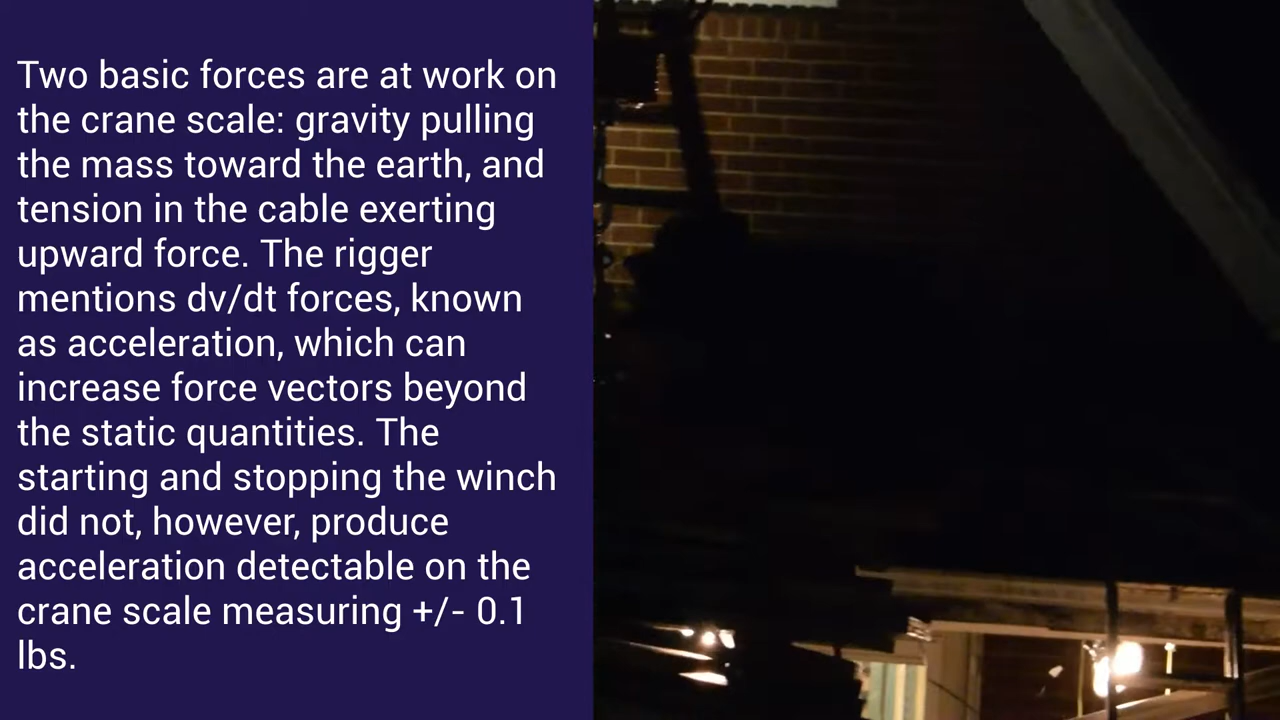 Two basic forces are at work on
the crane scale: gravity pulling
the mass toward the earth, and
tension in the cable exerting
upward force. The rigger
mentions dv/dt forces, known
as acceleration, which can
increase force vectors beyond
the static quantities. The
starting and stopping the winch
did not, however, produce
acceleration detectable on the
crane scale measuring +/- 0.1
lbs.